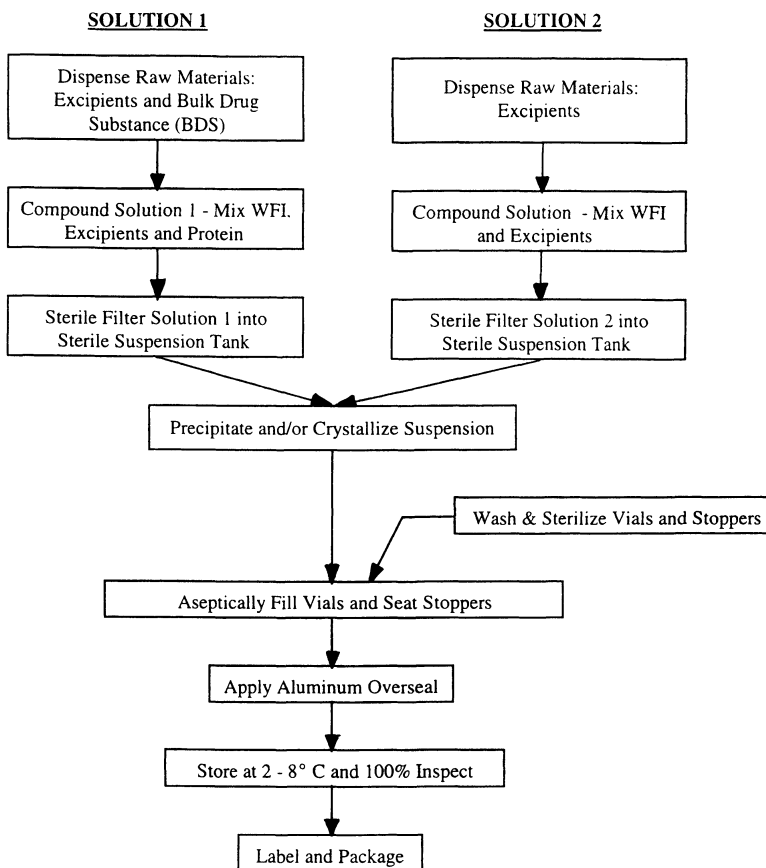 SOLUTION 1
SOLUTION 2
Dispense Raw Materials:
Excipients and Bulk Drug
Substance (BDS)
Dispense Raw Materials:
Excipients
Compound Solution 1 - Mix WFI.
Excipients and Protein
Compound Solution - Mix WFI
and Excipients
Sterile Filter Solution 1 into
Sterile Suspension Tank
Sterile Filter Solution 2 into
Sterile Suspension Tank
Precipitate and/or Crystallize Suspension
Wash & Sterilize Vials and Stoppers
Aseptically Fill Vials and Seat Stoppers
Apply Aluminum Overseal
Store at 2 - 8° C and 100% Inspect
Label and Package